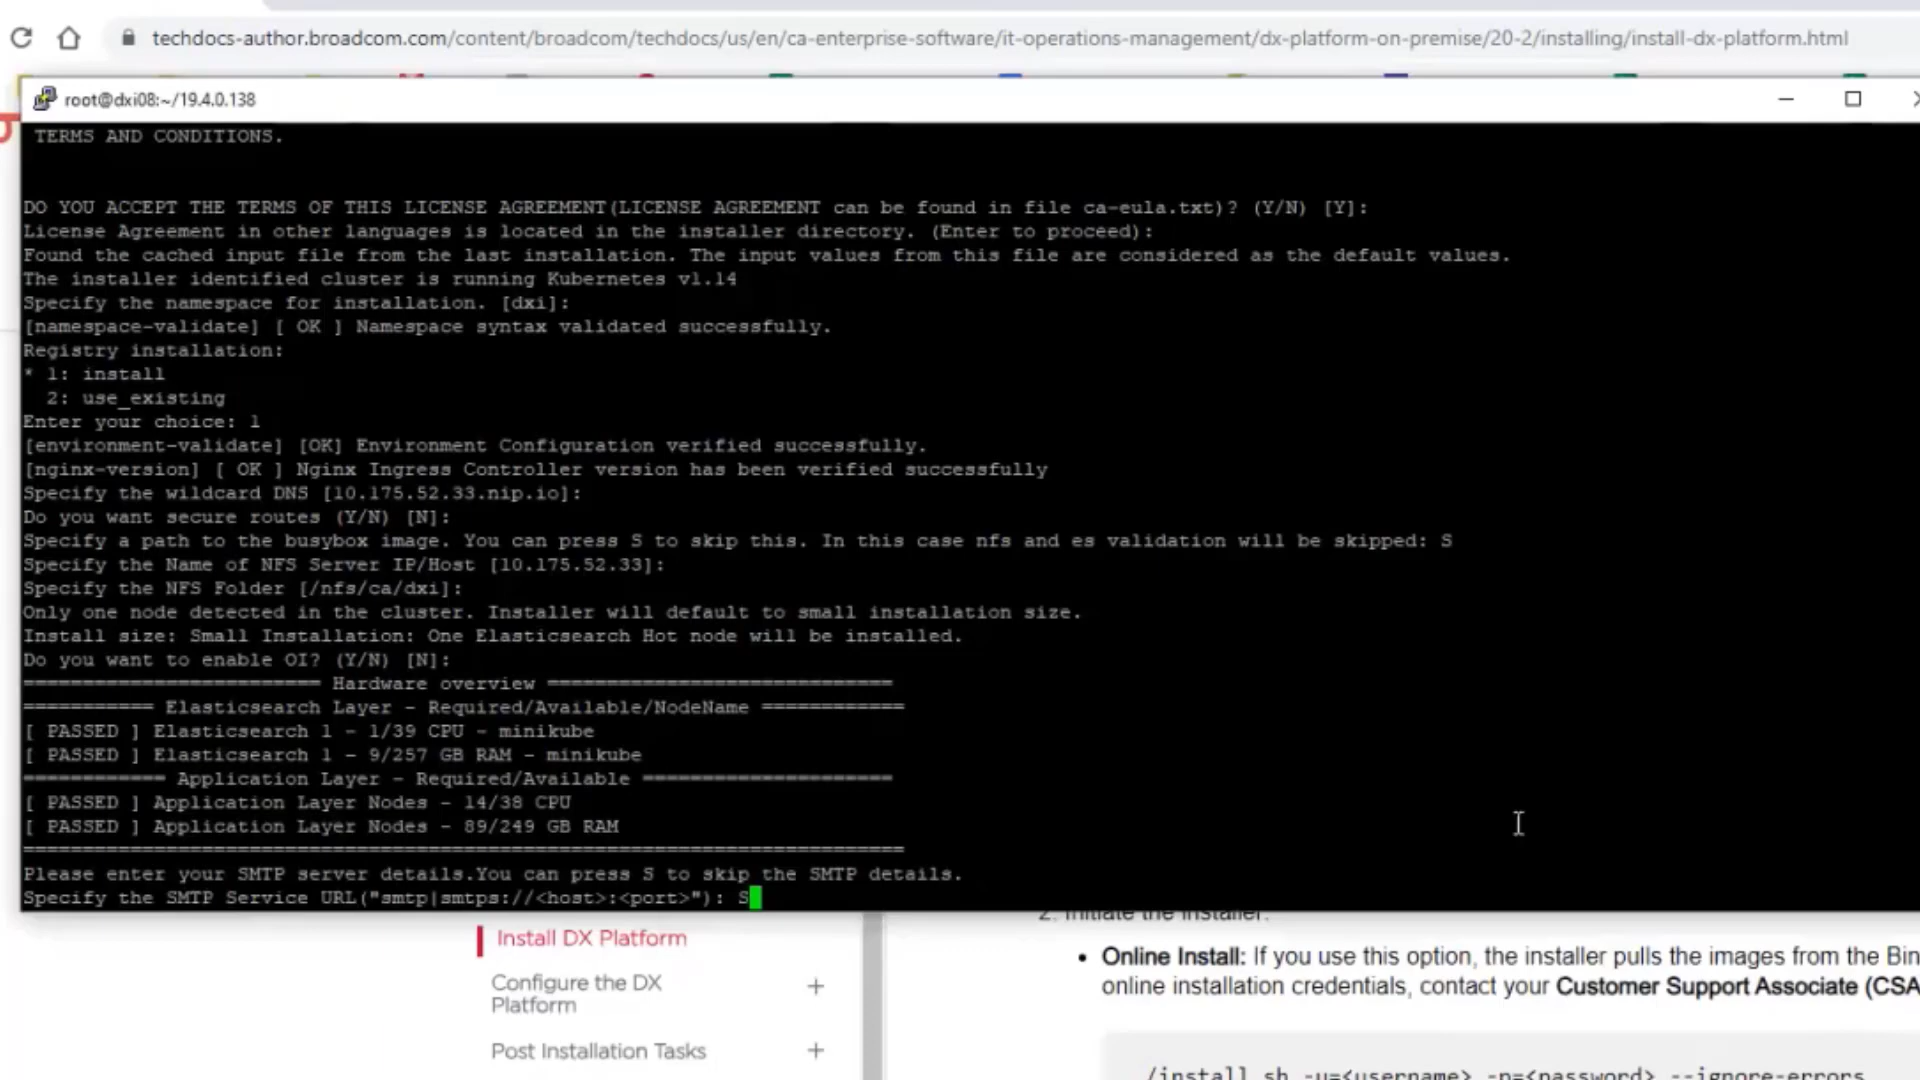 techdocs-author.broadcom.com/content/broadcom/techdocs/us/en/ca-enterprise-software/it-operations-management/dx-platform-on-premise/20-2/installing/install-dx-platform.html
root@dxi08:~/19.4.0.138
TERMS AND CONDITIONS.
DO YOU ACCEPT THE TERMS OF THIS LICENSE AGREEMENT(LICENSE AGREEMENT can be found in file ca-eula.txt)? (Y/N) [Y]:
License Agreement in other languages is located in the installer directory. (Enter to proceed):
Found the cached input file from the last installation. The input values from this file are considered as the default values.
The installer identified cluster is running Kubernetes v1.14
Specify the namespace for installation. [dxi]:
[namespace-validate] [ OK ] Namespace syntax validated successfully.
Registry installation:
* 1: install
2: use_existing
Enter your choice: 1
[environment-validate] [OK] Environment Configuration verified successfully.
[nginx-version] [ OK ] Nginx Ingress Controller version has been verified successfully
Specify the wildcard DNS [10.175.52.33.nip.io]:
Do you want secure routes (Y/N) [N]:
Specify a path to the busybox image. You can press S to skip this. In this case nfs and es validation will be skipped: S
Specify the Name of NFS Server IP/Host [10.175.52.33]:
Specify the NFS Folder [/nfs/ca/dxi]:
Only one node detected in the cluster. Installer will default to small installation size.
Install size: Small Installation: One Elasticsearch Hot node will be installed.
Do you want to enable OI? (Y/N) [N]:
========================= Hardware overview =============================
=========== Elasticsearch Layer - Required/Available/NodeName ============
[ PASSED ] Elasticsearch 1 - 1/39 CPU - minikube
[ PASSED ] Elasticsearch 1 - 9/257 GB RAM - minikube
============ Application Layer - Required/Available =====================
[ PASSED ] Application Layer Nodes - 14/38 CPU
[ PASSED ] Application Layer Nodes - 89/249 GB RAM
==========================================================================
Please enter your SMTP server details.You can press S to skip the SMTP details.
Specify the SMTP Service URL("smtp|smtps://<host>:<port>"): S
2. Initiate the installer.
Install DX Platform
Configure the DX
Platform
+
Post Installation Tasks
+
• Online Install: If you use this option, the installer pulls the images from the Bin
online installation credentials, contact your Customer Support Associate (CSA
/install.sh -u=<username> -p=<password> --ignore-errors